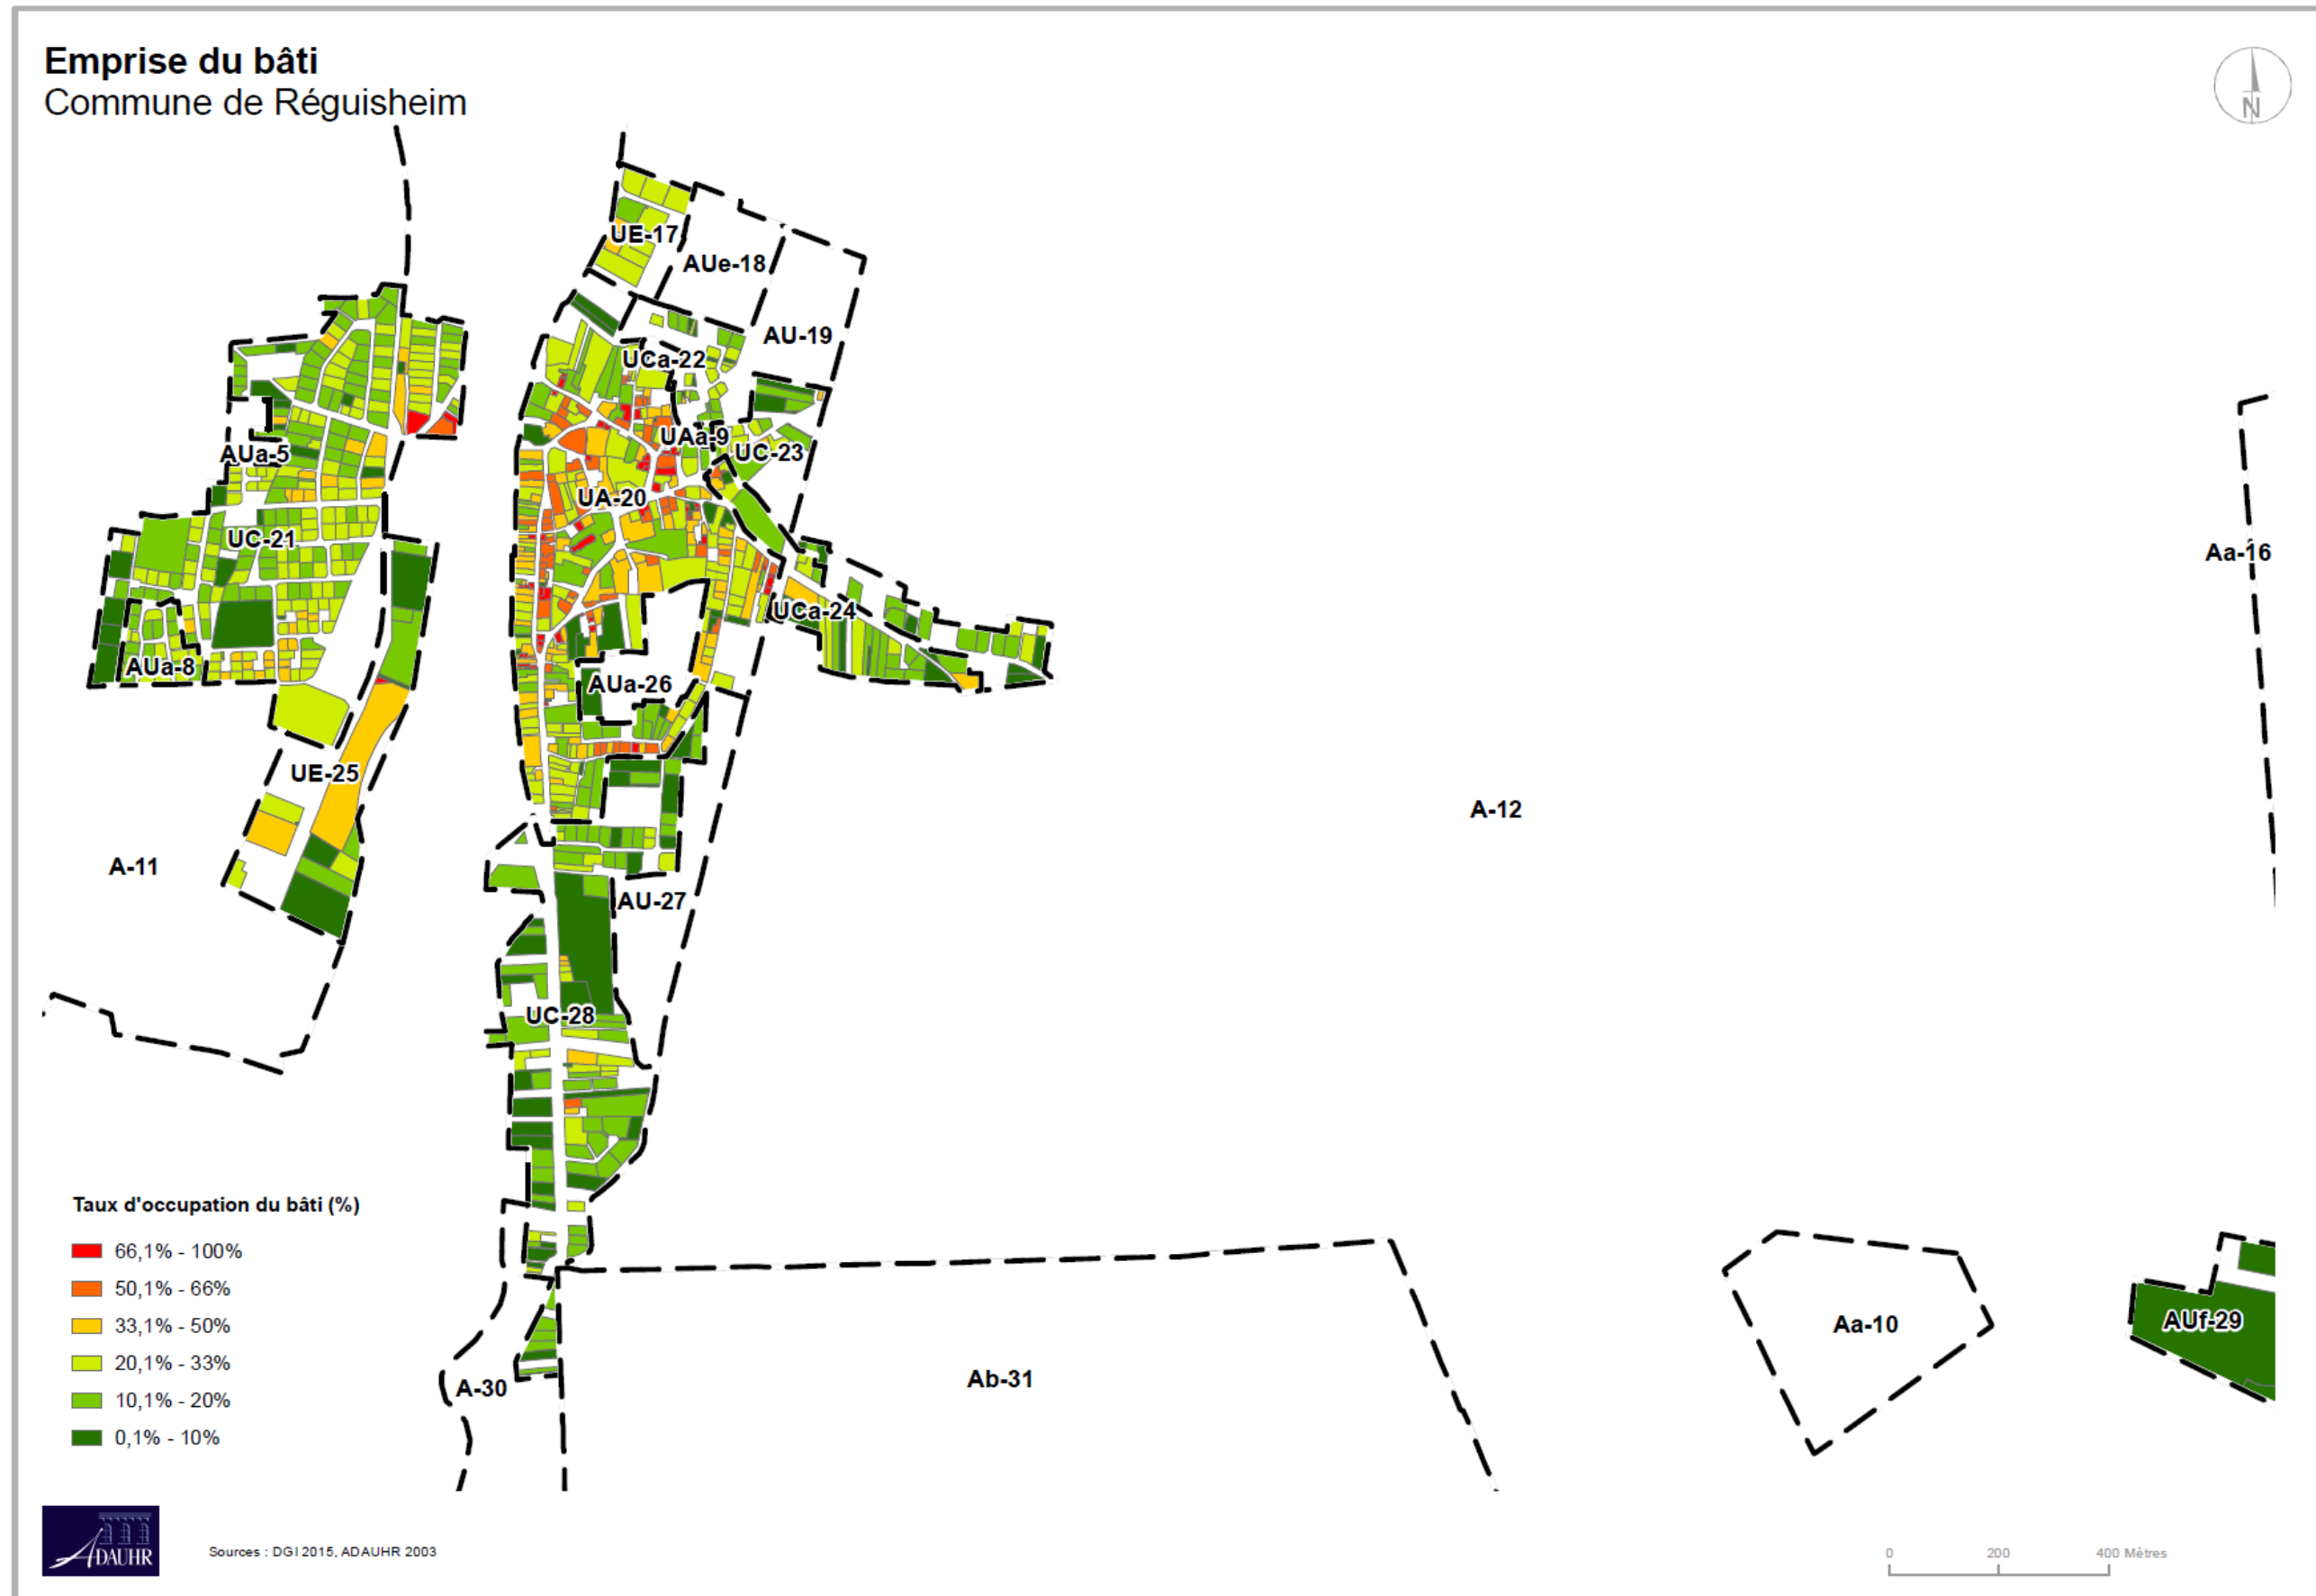 Emprise du bâti
Commune de Réguisheim
N
UE-17
AUe-18
AU-19
UCa-22
UAa-9
UC-23
AUa-5
UA-20
UC-21
Aa-16
UCa-24
AUa-8
AUa-26
UE-25
A-12
A-11
AU-27
UC-28
Aa-10
AUf-29
Ab-31
A-30
Taux d'occupation du bâti (%)
66,1% - 100%
50,1% - 66%
33,1% - 50%
20,1% - 33%
10,1% - 20%
0,1% - 10%
ADAUHR
Sources : DGI 2015, ADAUHR 2003
0 200 400 Mètres